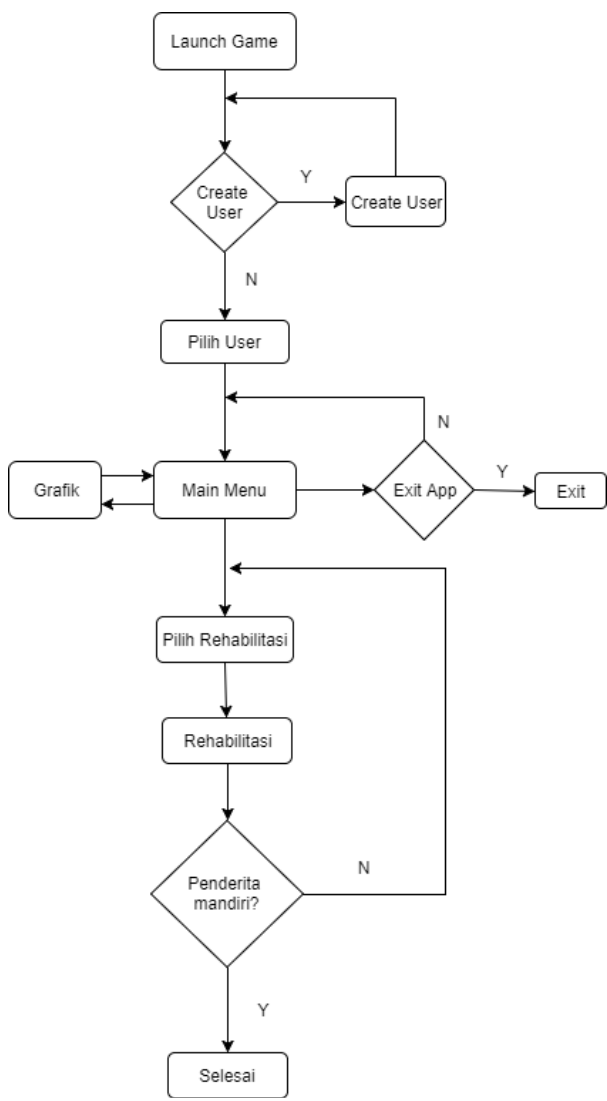 Launch Game
Create
User
Y
Create User
N
Pilih User
N
Grafik
Main Menu
Exit App
Y
Exit
Pilih Rehabilitasi
Rehabilitasi
Penderita
mandiri?
N
Y
Selesai